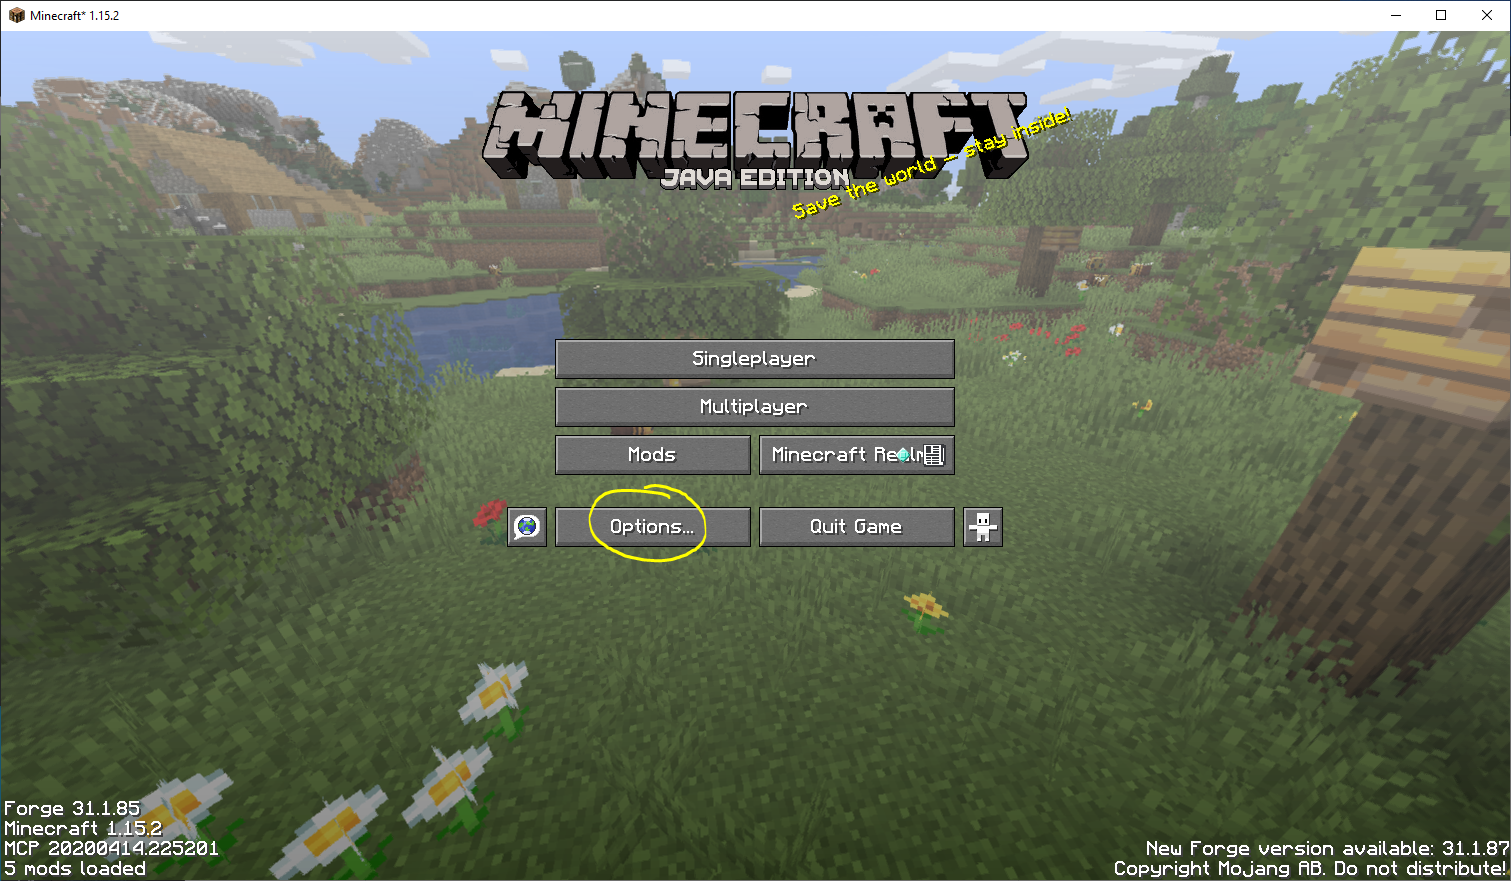 Minecraft* 1.15.2
MINECRAFT
JAVA EDITION
Save the world - stay inside!
Singleplayer
Multiplayer
Mods
Minecraft Realm
Options...
Quit Game
Forge 31.1.85
Minecraft 1.15.2
MCP 20200414.225201
5 mods loaded
New Forge version available: 31.1.87
Copyright Mojang AB. Do not distribute!